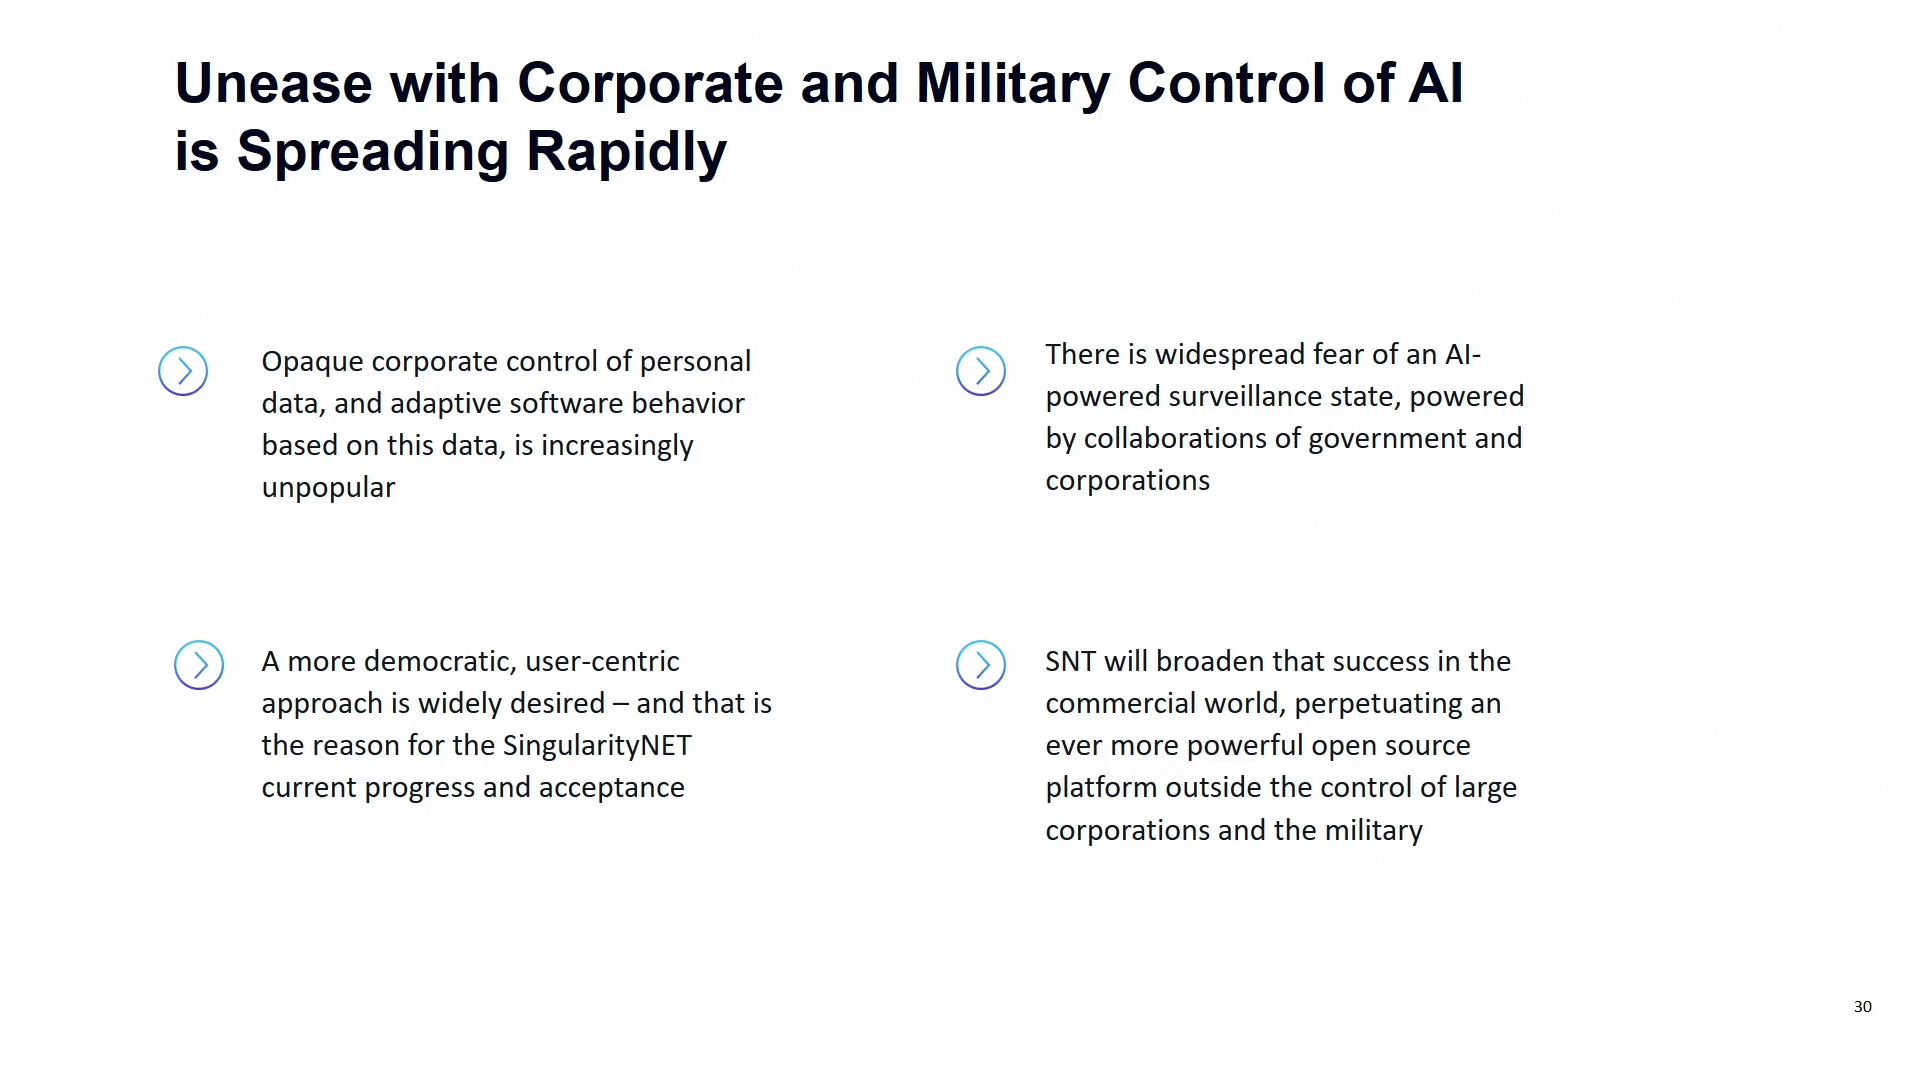 Unease with Corporate and Military Control of AI
is Spreading Rapidly
Opaque corporate control of personal
data, and adaptive software behavior
based on this data, is increasingly
unpopular
There is widespread fear of an AI-
powered surveillance state, powered
by collaborations of government and
corporations
A more democratic, user-centric
approach is widely desired – and that is
the reason for the SingularityNET
current progress and acceptance
SNT will broaden that success in the
commercial world, perpetuating an
ever more powerful open source
platform outside the control of large
corporations and the military
30